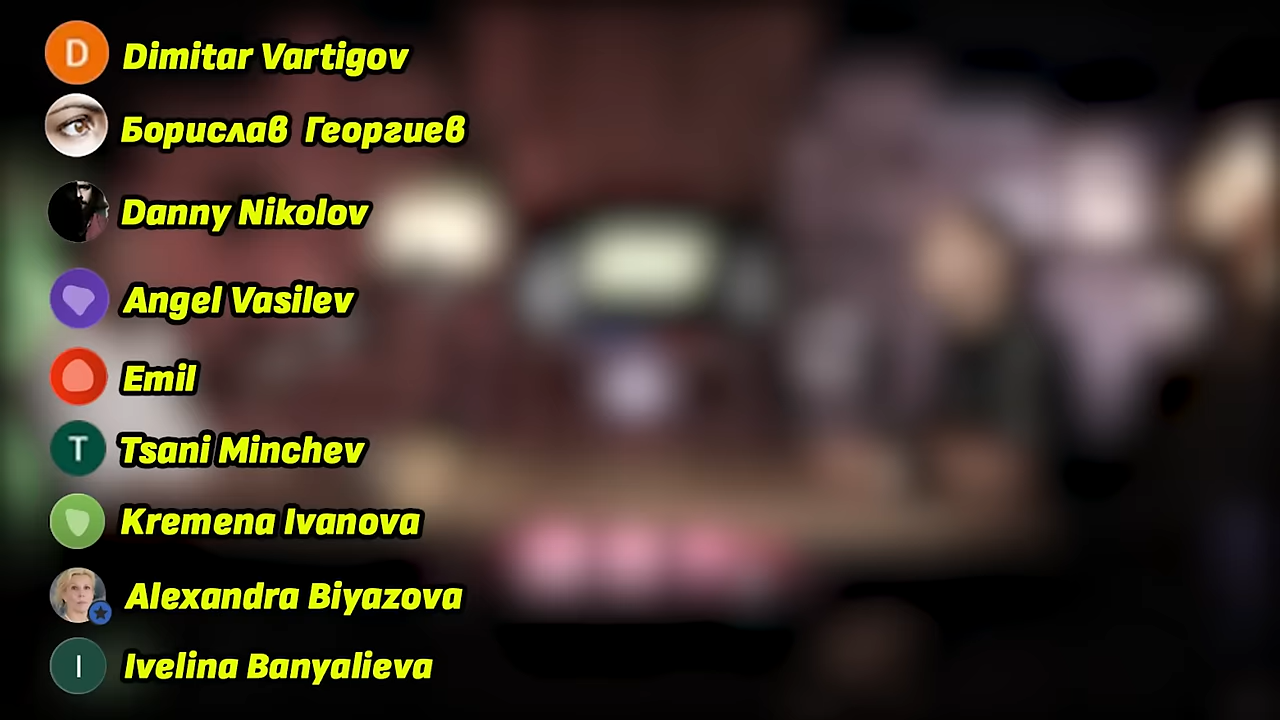 D Dimitar Vartigov
Борислав Георгиев
Danny Nikolov
Angel Vasilev
Emil
T Tsani Minchev
Kremena Ivanova
Alexandra Biyazova
I Ivelina Banyalieva